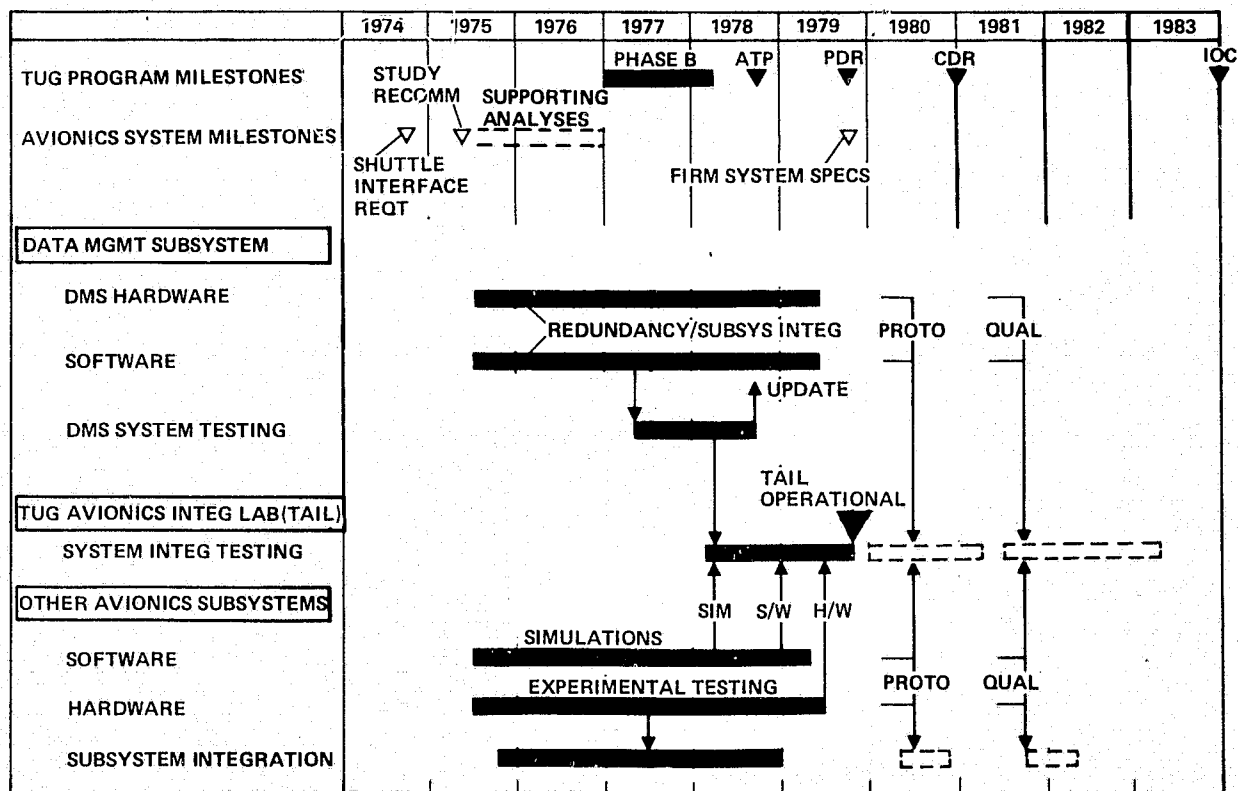 1974 1975 1976 1977 1978 1979 1980 1981 1982 1983
TUG PROGRAM MILESTONES
PHASE B
ATP
PDR
CDR
IOC
STUDY
RECOMM
SUPPORTING
ANALYSES
AVIONICS SYSTEM MILESTONES
SHUTTLE
INTERFACE
REQT
FIRM SYSTEM SPECS
DATA MGMT SUBSYSTEM
DMS HARDWARE
REDUNDANCY/SUBSYS INTEG
PROTO
QUAL
SOFTWARE
UPDATE
DMS SYSTEM TESTING
TAIL
OPERATIONAL
TUG AVIONICS INTEG LAB(TAIL)
SYSTEM INTEG TESTING
OTHER AVIONICS SUBSYSTEMS
SIM
S/W
H/W
SIMULATIONS
SOFTWARE
EXPERIMENTAL TESTING
PROTO
QUAL
HARDWARE
SUBSYSTEM INTEGRATION